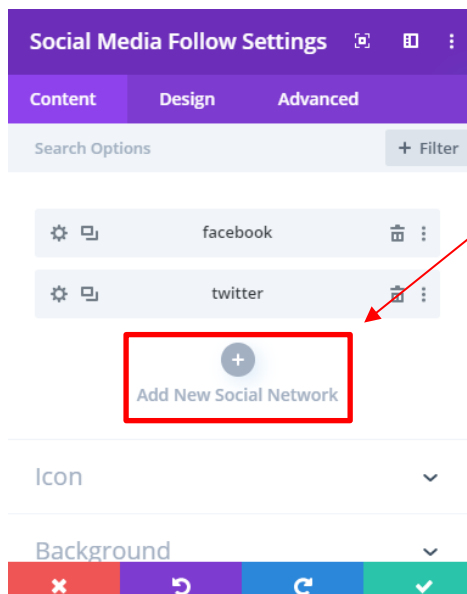 Social Media Follow Settings
Content Design Advanced
Search Options + Filter
facebook
twitter
Add New Social Network
Icon
Background